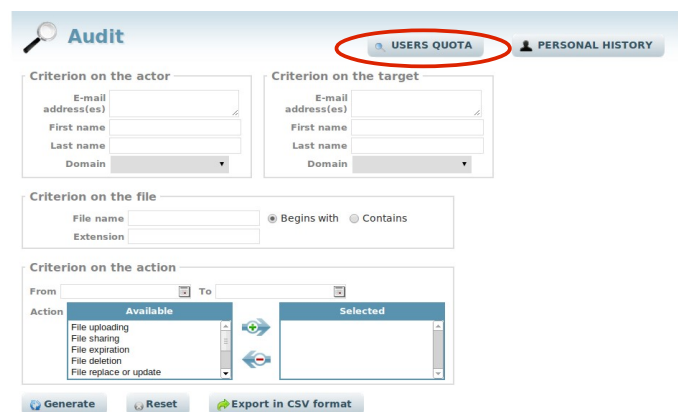 Audit
USERS QUOTA
PERSONAL HISTORY
Criterion on the actor
E-mail
address(es)
First name
Last name
Domain
Criterion on the target
E-mail
address(es)
First name
Last name
Domain
Criterion on the file
File name
Begins with
Contains
Extension
Criterion on the action
From
To
Action
Available
File uploading
File sharing
File expiration
File deletion
File replace or update
Selected
Generate
Reset
Export in CSV format